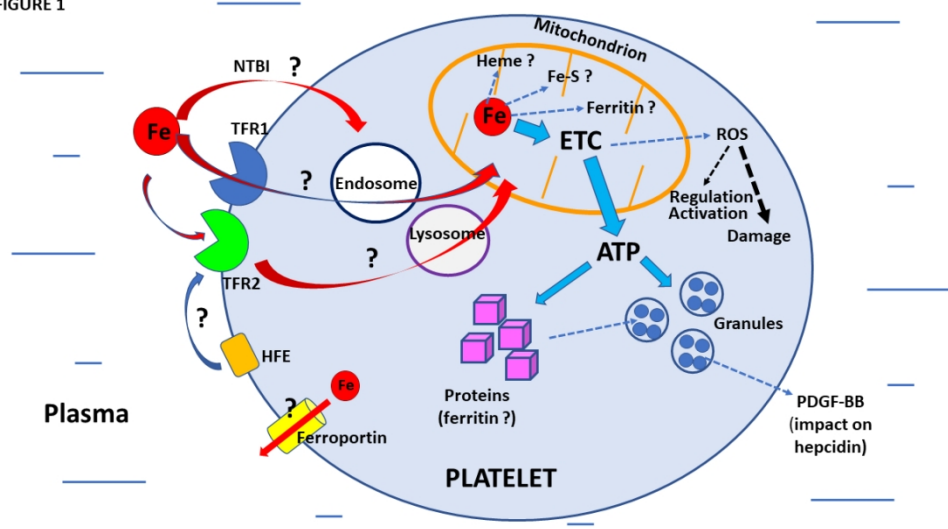 FIGURE 1
Mitochondrion
NTBI ?
Heme ?
Fe-S ?
Ferritin ?
Fe
Fe
TFR1
ETC
ROS
?
Endosome
Regulation
Activation
Damage
Lysosome
?
ATP
TFR2
?
Granules
HFE
Fe
?
Ferroportin
Proteins
(ferritin ?)
PDGF-BB
(impact on
hepcidin)
Plasma
PLATELET